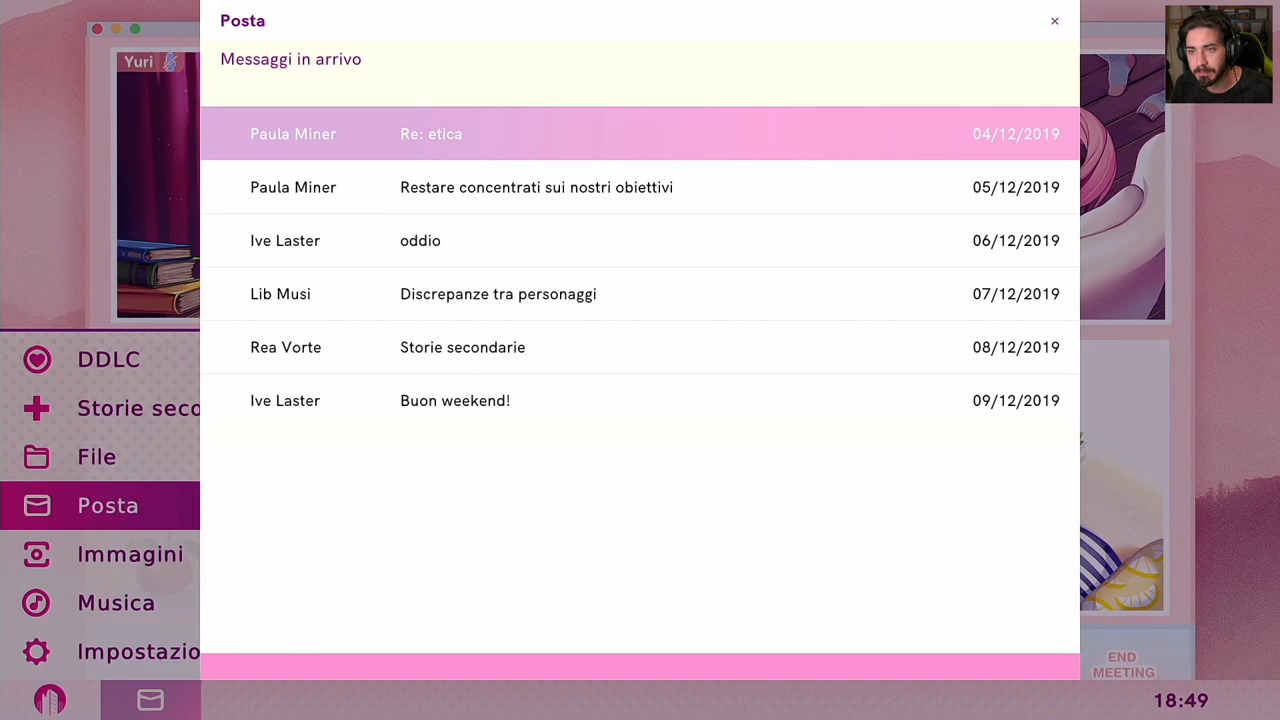 Posta
×
Messaggi in arrivo
Yuri
Paula Miner Re: etica 04/12/2019
Paula Miner Restare concentrati sui nostri obiettivi 05/12/2019
Ive Laster oddio 06/12/2019
Lib Musi Discrepanze tra personaggi 07/12/2019
Rea Vorte Storie secondarie 08/12/2019
Ive Laster Buon weekend! 09/12/2019
DDLC
Storie seco
File
Posta
Immagini
Musica
Impostazio
END
MEETING
18:49